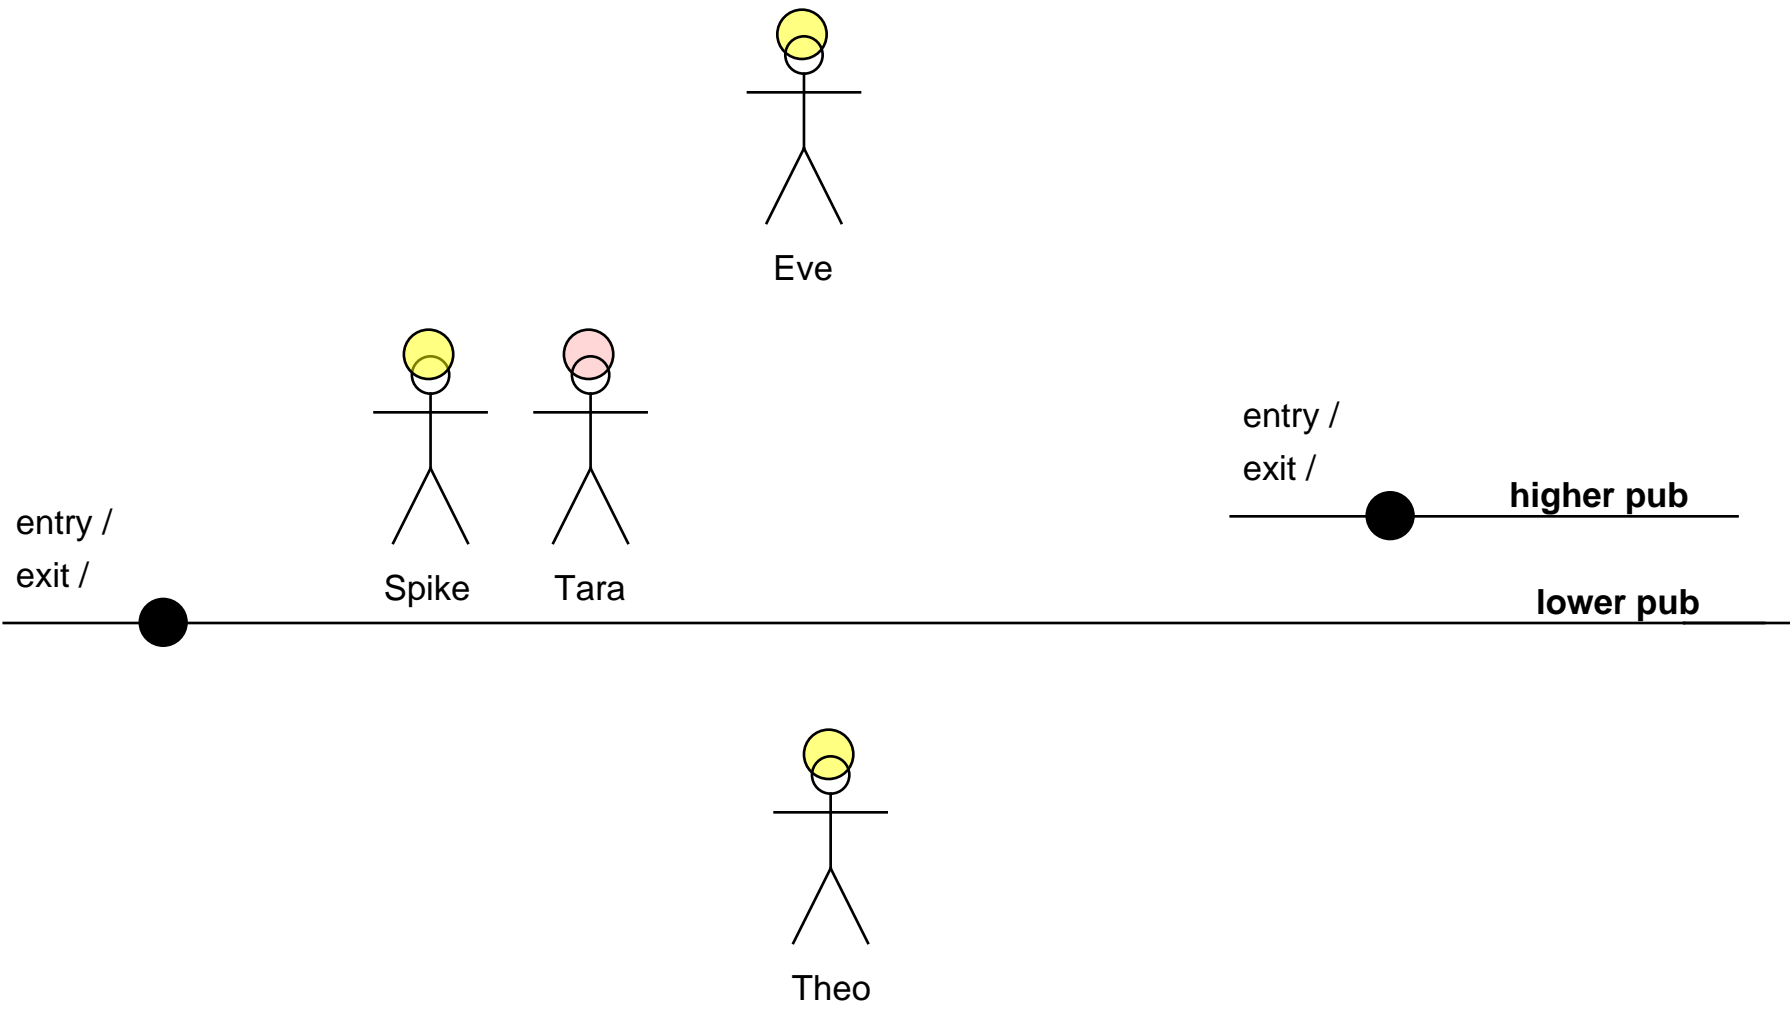 Eve
entry /
exit /
higher pub
entry /
exit /
Spike
Tara
lower pub
Theo